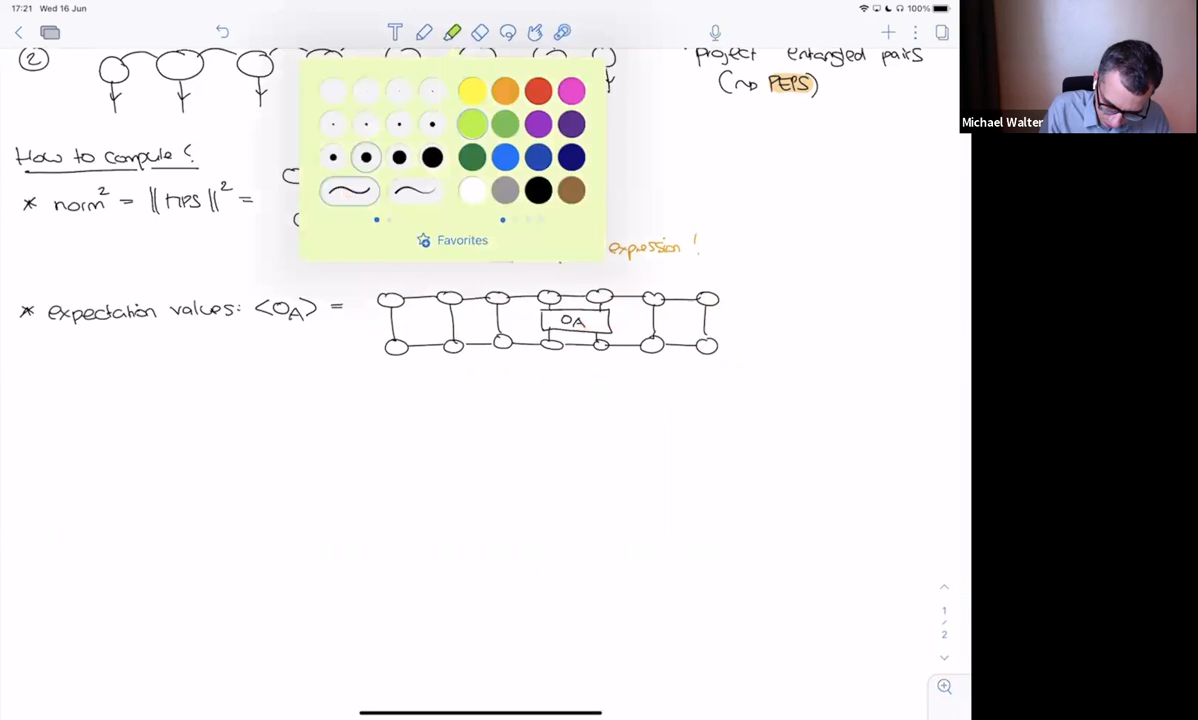 17:21 Wed 16 Jun
100%
2
project entangled pairs
(~> PEPS)
How to compute?
* norm² = ||MPS||² =
Favorites
expression!
* expectation values: <O_A> =
O_A
1
/
2
Michael Walter